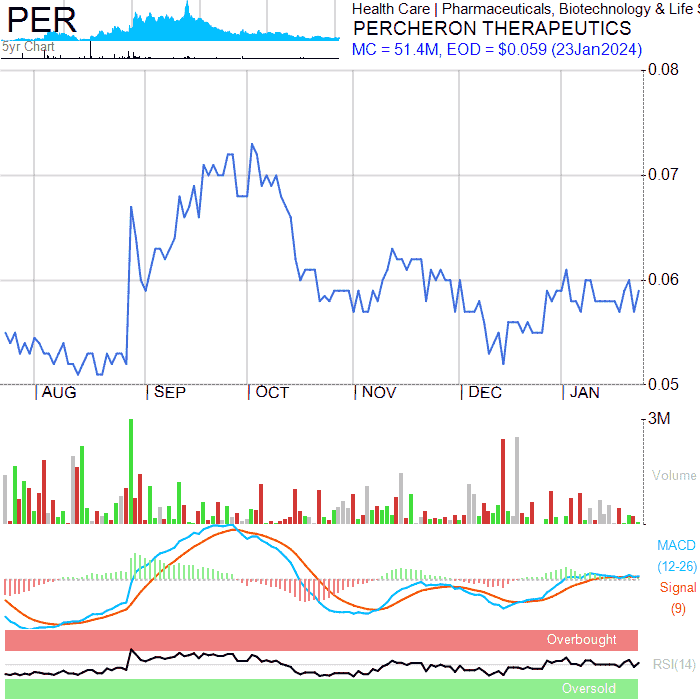 PER
5yr Chart
Health Care | Pharmaceuticals, Biotechnology & Life S
PERCHERON THERAPEUTICS
MC = 51.4M, EOD = $0.059 (23Jan2024)
0.08
0.07
0.06
0.05
AUG SEP OCT NOV DEC JAN
3M
Volume
MACD
(12-26)
Signal
(9)
Overbought
RSI(14)
Oversold